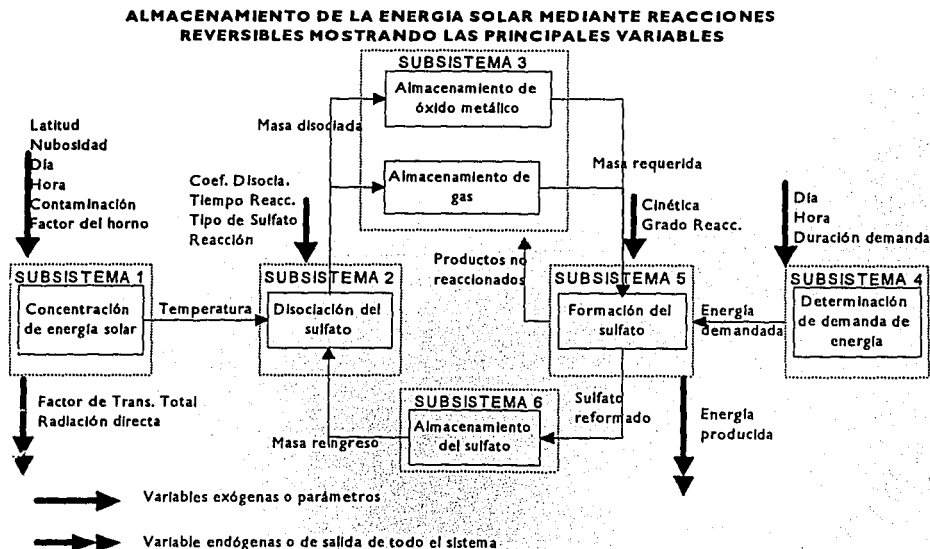 ALMACENAMIENTO DE LA ENERGIA SOLAR MEDIANTE REACCIONES
REVERSIBLES MOSTRANDO LAS PRINCIPALES VARIABLES
SUBSISTEMA 3
Almacenamiento de
óxido metálico
Masa disociada
Almacenamiento de
gas
Masa requerida
Latitud
Nubosidad
Día
Hora
Contaminación
Factor del horno
Coef. Disocia.
Tiempo Reacc.
Tipo de Sulfato
Reacción
Cinética
Grado Reacc.
Día
Hora
Duración demanda
Productos no
reaccionados
SUBSISTEMA 1
Concentración
de energía solar
Temperatura
SUBSISTEMA 2
Disociación del
sulfato
SUBSISTEMA 5
Formación del
sulfato
Energía
demandada
SUBSISTEMA 4
Determinación
de demanda de
energía
Factor de Trans. Total
Radiación directa
Masa reingreso
SUBSISTEMA 6
Almacenamiento
del sulfato
Sulfato
reformado
Energía
producida
Variables exógenas o parámetros
Variable endógenas o de salida de todo el sistema